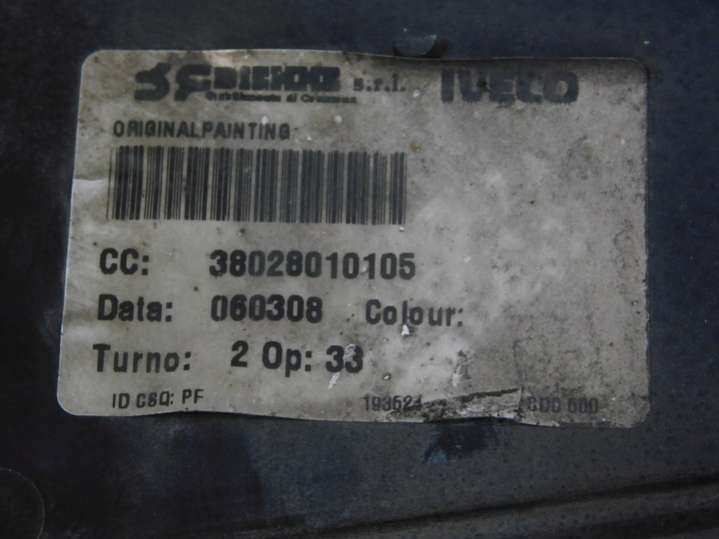 s.r.l. IVECO
ORIGINALPAINTING
CC: 38028010105
Data: 060308 Colour:
Turno: 2 Op: 33
ID CSQ: PF